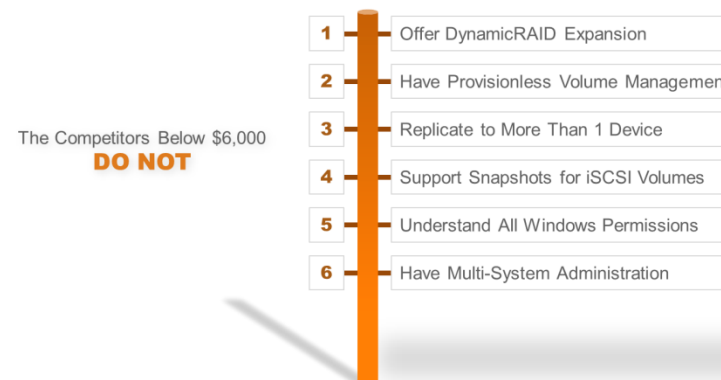 The Competitors Below $6,000
DO NOT
1 Offer DynamicRAID Expansion
2 Have Provisionless Volume Managemen
3 Replicate to More Than 1 Device
4 Support Snapshots for iSCSI Volumes
5 Understand All Windows Permissions
6 Have Multi-System Administration